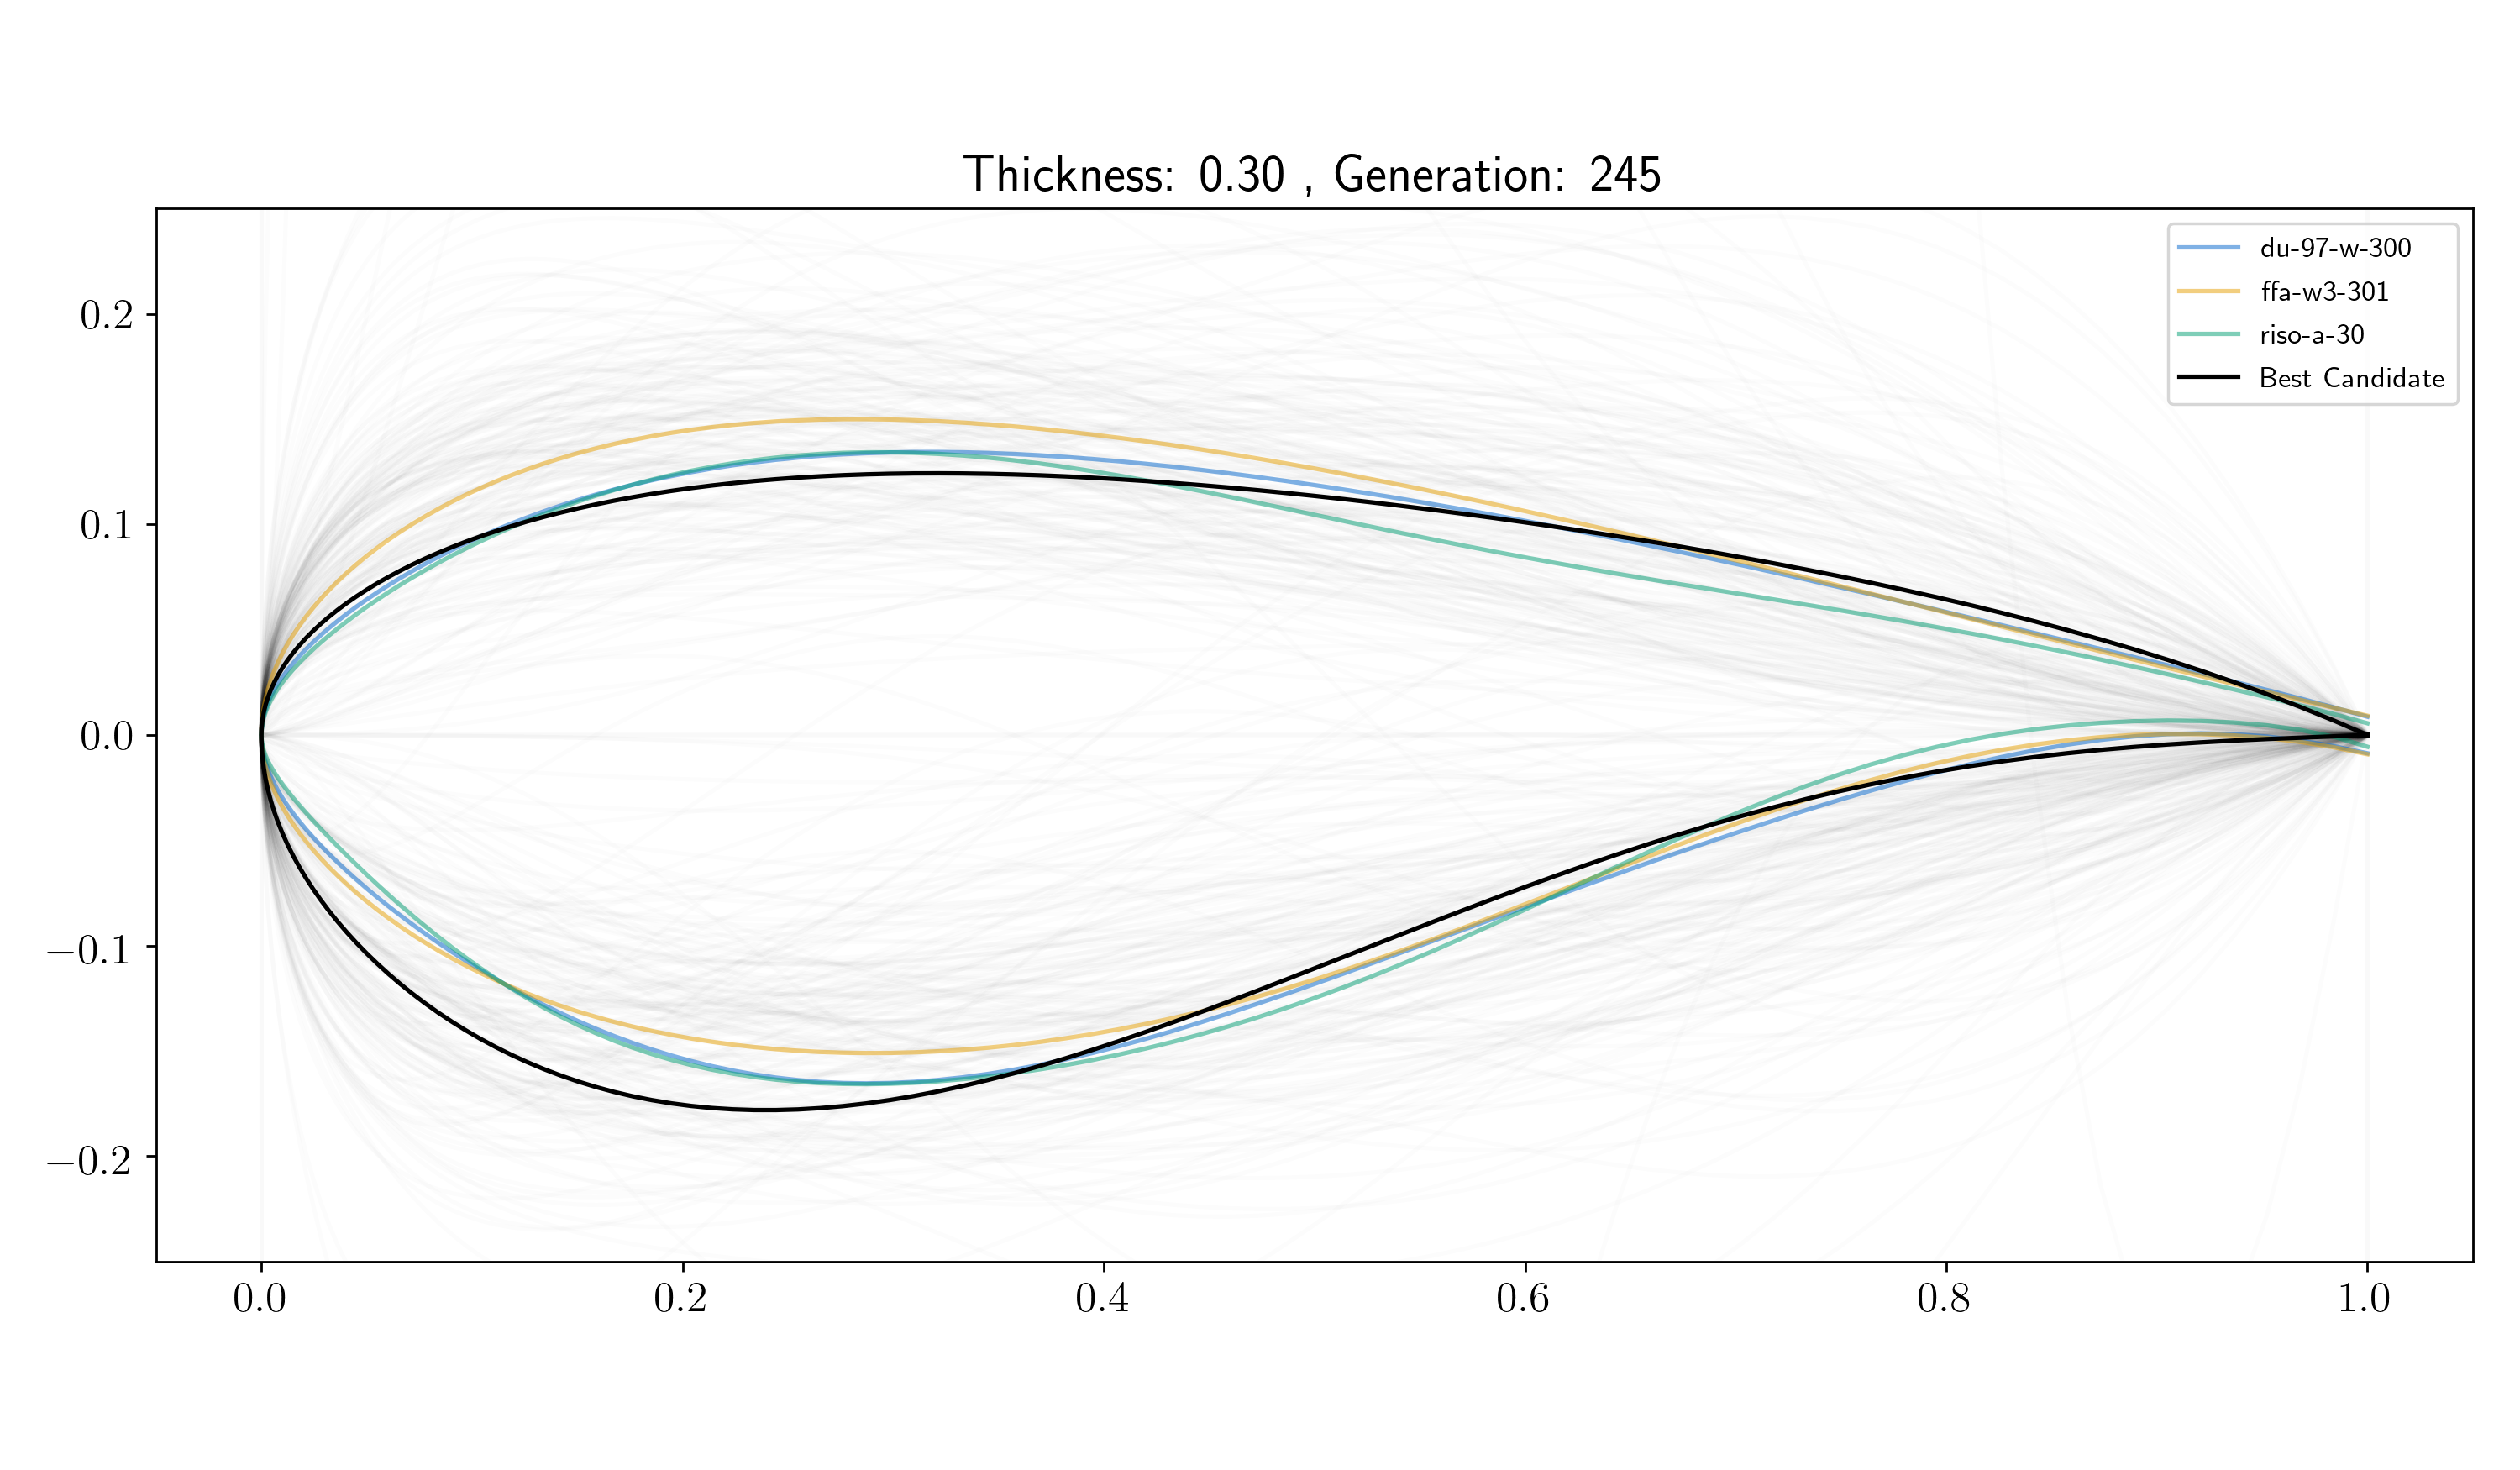 Thickness: 0.30 , Generation: 245
du-97-w-300
ffa-w3-301
riso-a-30
Best Candidate
0.2
0.1
0.0
−0.1
−0.2
0.0 0.2 0.4 0.6 0.8 1.0